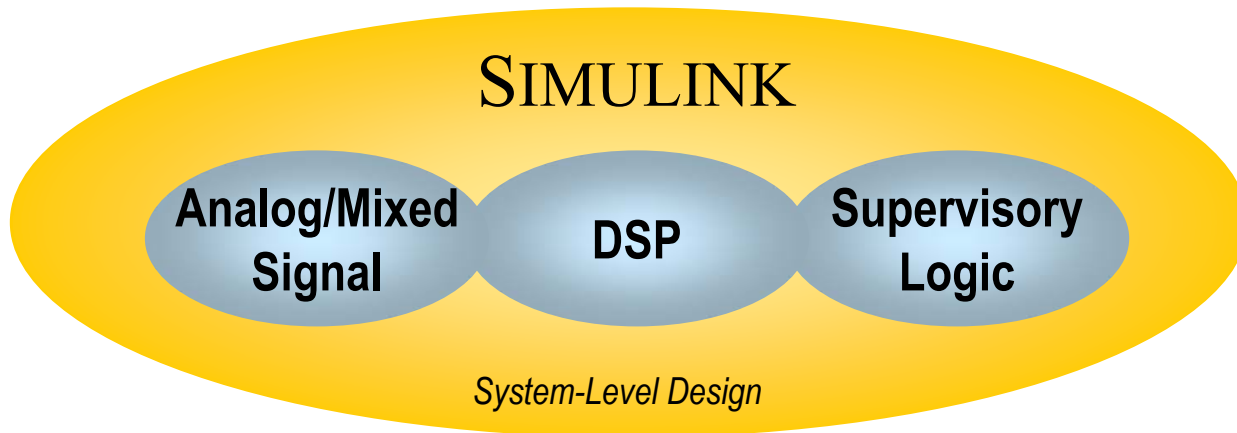 SIMULINK
Analog/Mixed
Signal
DSP
Supervisory
Logic
System-Level Design